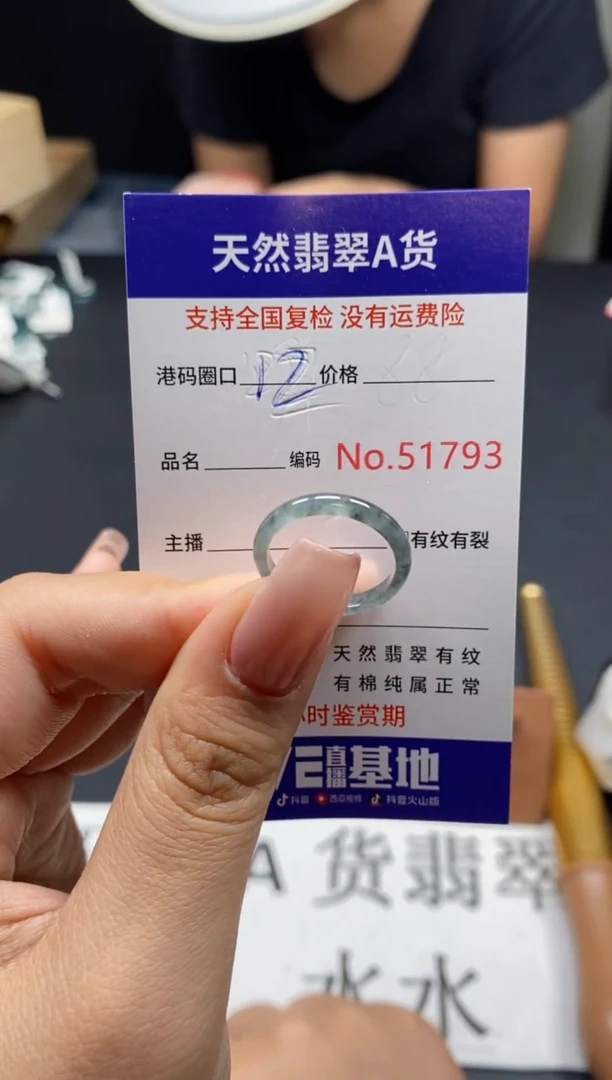 天然翡翠A货
支持全国复检 没有运费险
港码圈口 12 价格
品名 编码 No.51793
主播 有纹有裂
天然翡翠有纹
有棉纯属正常
时鉴赏期
直播基地
抖音 西瓜视频 抖音火山版
A 货翡翠
水水